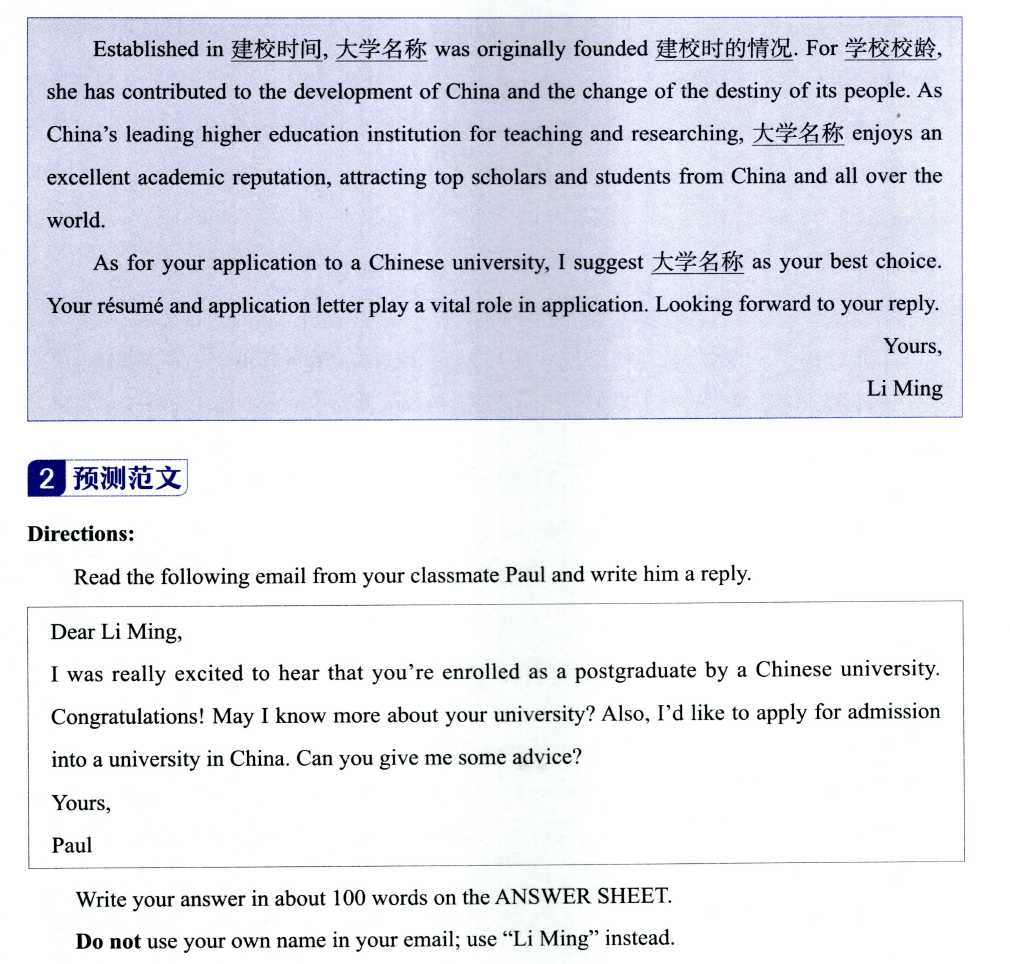 Established in 建校时间, 大学名称 was originally founded 建校时的情况. For 学校校龄,
she has contributed to the development of China and the change of the destiny of its people. As
China's leading higher education institution for teaching and researching, 大学名称 enjoys an
excellent academic reputation, attracting top scholars and students from China and all over the
world.
As for your application to a Chinese university, I suggest 大学名称 as your best choice.
Your résumé and application letter play a vital role in application. Looking forward to your reply.
Yours,
Li Ming
2 预测范文
Directions:
Read the following email from your classmate Paul and write him a reply.
Dear Li Ming,
I was really excited to hear that you're enrolled as a postgraduate by a Chinese university.
Congratulations! May I know more about your university? Also, I'd like to apply for admission
into a university in China. Can you give me some advice?
Yours,
Paul
Write your answer in about 100 words on the ANSWER SHEET.
Do not use your own name in your email; use “Li Ming” instead.